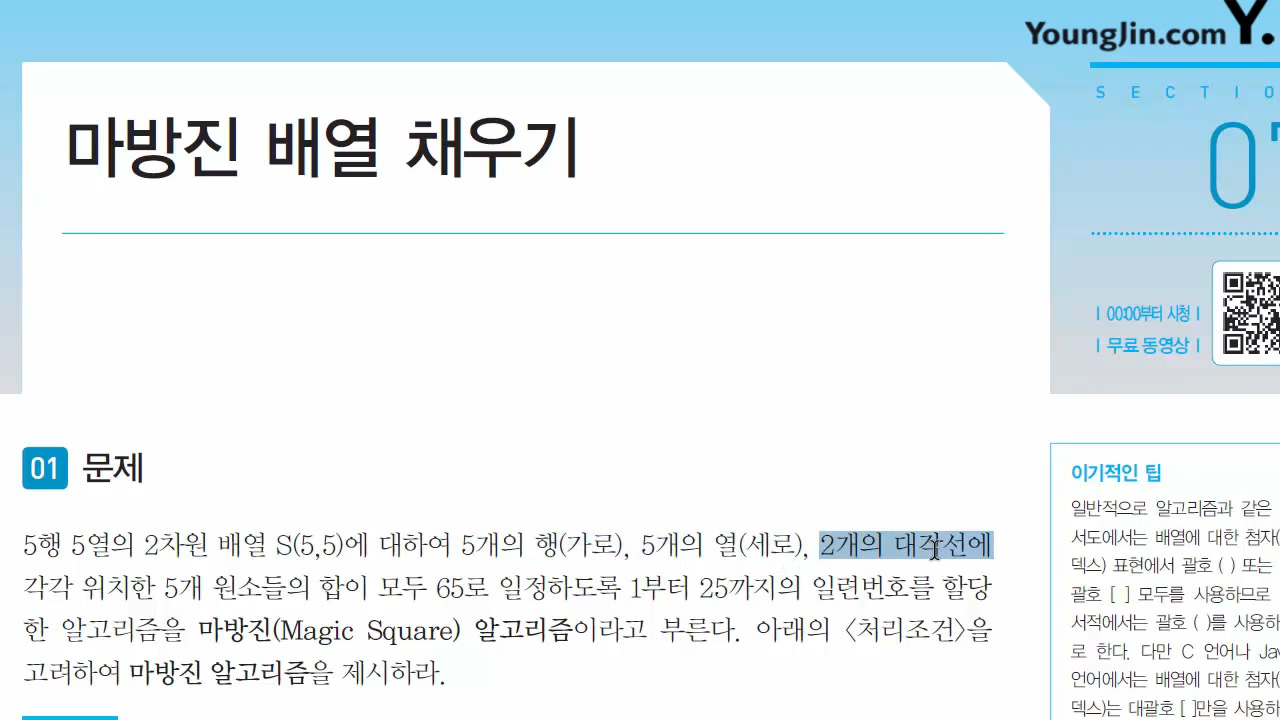 YoungJin.com Y.
마방진 배열 채우기
S E C T I O
0
| 00:00부터 시청 |
| 무료 동영상 |
01 문제
5행 5열의 2차원 배열 S(5,5)에 대하여 5개의 행(가로), 5개의 열(세로), 2개의 대각선에
각각 위치한 5개 원소들의 합이 모두 65로 일정하도록 1부터 25까지의 일련번호를 할당
한 알고리즘을 마방진(Magic Square) 알고리즘이라고 부른다. 아래의 〈처리조건〉을
고려하여 마방진 알고리즘을 제시하라.
이기적인 팁
일반적으로 알고리즘과 같은
서도에서는 배열에 대한 첨자(
덱스) 표현에서 괄호 ( ) 또는
괄호 [ ] 모두를 사용하므로
서적에서는 괄호 ( )를 사용하
로 한다. 다만 C 언어나 Jav
언어에서는 배열에 대한 첨자(
덱스)는 대괄호 [ ]만을 사용하